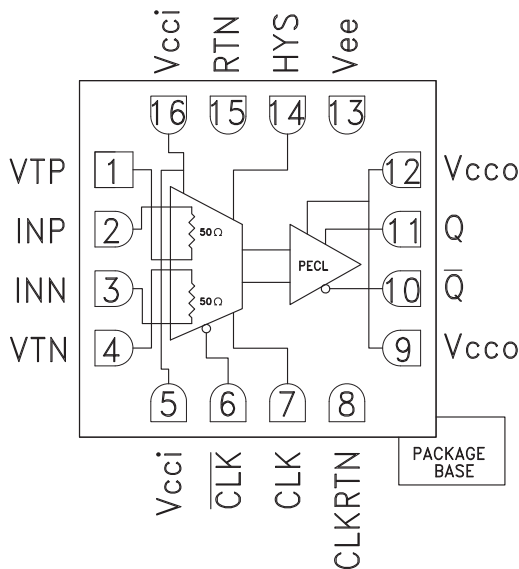 Vcci
RTN
HYS
Vee
16
15
14
13
VTP
1
12
Vcco
INP
2
50Ω
11
Q
PECL
INN
3
50Ω
10
Q̅
VTN
4
9
Vcco
5
6
7
8
Vcci
C̅L̅K̅
CLK
CLKRTN
PACKAGE
BASE